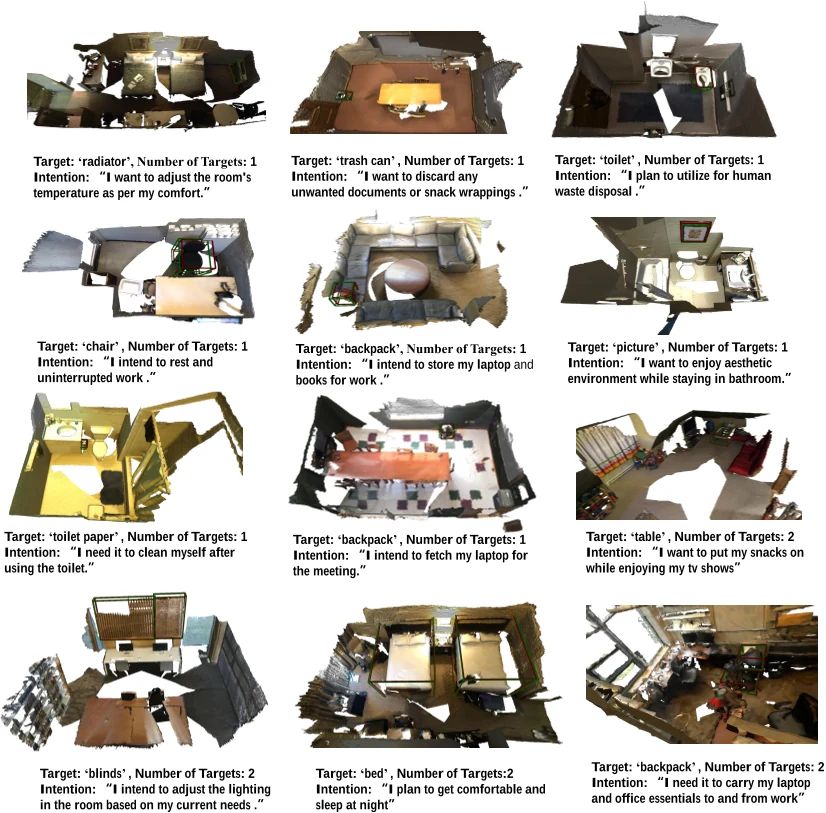 Target: ‘radiator’, Number of Targets: 1
Intention: “I want to adjust the room's
temperature as per my comfort.”
Target: ‘trash can’ , Number of Targets: 1
Intention: “I want to discard any
unwanted documents or snack wrappings .”
Target: ‘toilet’ , Number of Targets: 1
Intention: “I plan to utilize for human
waste disposal .”
Target: ‘chair’ , Number of Targets: 1
Intention: “I intend to rest and
uninterrupted work .”
Target: ‘backpack’, Number of Targets: 1
Intention: “I intend to store my laptop and
books for work .”
Target: ‘picture’ , Number of Targets: 1
Intention: “I want to enjoy aesthetic
environment while staying in bathroom.”
Target: ‘toilet paper’ , Number of Targets: 1
Intention: “I need it to clean myself after
using the toilet.”
Target: ‘backpack’ , Number of Targets: 1
Intention: “I intend to fetch my laptop for
the meeting.”
Target: ‘table’ , Number of Targets: 2
Intention: “I want to put my snacks on
while enjoying my tv shows”
Target: ‘blinds’ , Number of Targets: 2
Intention: “I intend to adjust the lighting
in the room based on my current needs .”
Target: ‘bed’ , Number of Targets:2
Intention: “I plan to get comfortable and
sleep at night”
Target: ‘backpack’ , Number of Targets: 2
Intention: “I need it to carry my laptop
and office essentials to and from work”